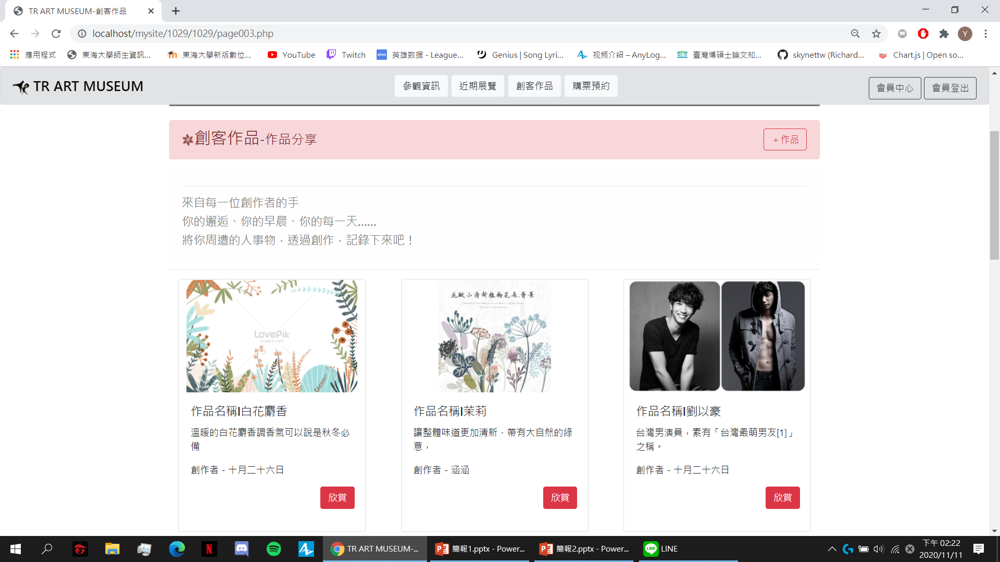 TR ART MUSEUM-創客作品
localhost/mysite/1029/1029/page003.php
Y
應用程式
東海大學師生資訊...
東海大學新版數位...
YouTube
Twitch
英雄数据 - League...
Genius | Song Lyri...
视频介绍 – AnyLog...
臺灣博碩士論文知...
skynettw (Richard...
Chart.js | Open so...
TR ART MUSEUM
參觀資訊
近期展覽
創客作品
購票預約
會員中心
會員登出
創客作品-作品分享
+ 作品
來自每一位創作者的手
你的邂逅、你的早晨、你的每一天......
將你周遭的人事物，透過創作，記錄下來吧！
LovePik
lovepik.com
北歐小清新植物花朵.背景
作品名稱|白花麝香
溫暖的白花麝香調香氣可以說是秋冬必
備
創作者 - 十月二十六日
欣賞
作品名稱|茉莉
讓整體味道更加清新、帶有大自然的綠
意，
創作者 - 涵涵
欣賞
作品名稱|劉以豪
台灣男演員，素有「台灣最萌男友[1]」
之稱。
創作者 - 十月二十六日
欣賞
TR ART MUSEUM-...
簡報1.pptx - Power...
簡報2.pptx - Power...
LINE
下午 02:22
2020/11/11